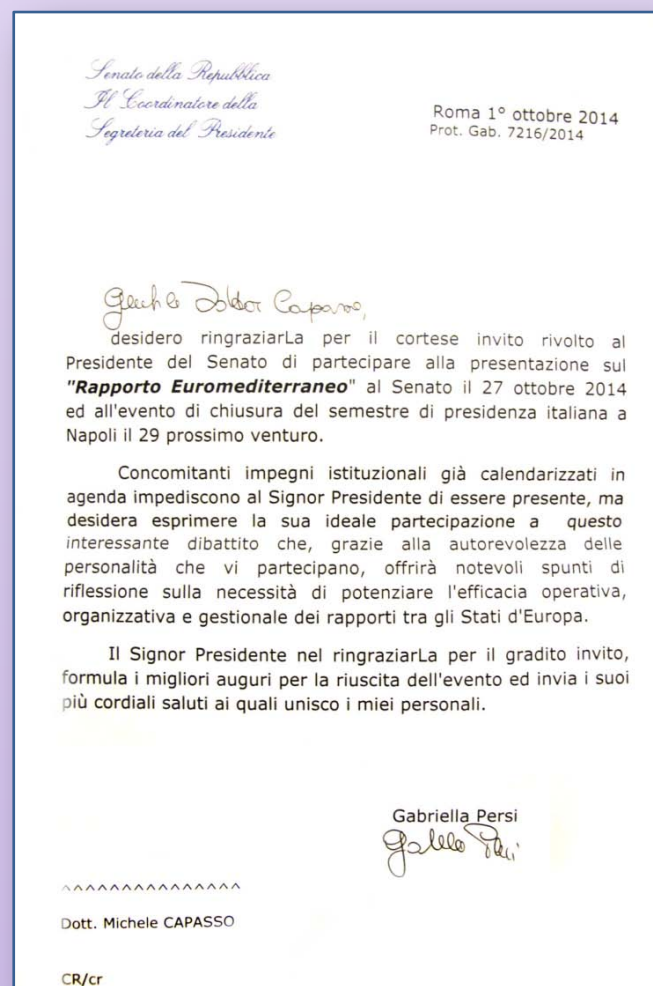 Senato della Repubblica
Il Coordinatore della
Segreteria del Presidente
Roma 1° ottobre 2014
Prot. Gab. 7216/2014
Gentile Dottor Capasso,
desidero ringraziarLa per il cortese invito rivolto al
Presidente del Senato di partecipare alla presentazione sul
"Rapporto Euromediterraneo" al Senato il 27 ottobre 2014
ed all'evento di chiusura del semestre di presidenza italiana a
Napoli il 29 prossimo venturo.
Concomitanti impegni istituzionali già calendarizzati in
agenda impediscono al Signor Presidente di essere presente, ma
desidera esprimere la sua ideale partecipazione a questo
interessante dibattito che, grazie alla autorevolezza delle
personalità che vi partecipano, offrirà notevoli spunti di
riflessione sulla necessità di potenziare l'efficacia operativa,
organizzativa e gestionale dei rapporti tra gli Stati d'Europa.
Il Signor Presidente nel ringraziarLa per il gradito invito,
formula i migliori auguri per la riuscita dell'evento ed invia i suoi
più cordiali saluti ai quali unisco i miei personali.
Gabriella Persi
Gabriella Persi
^^^^^^^^^^^^^^^
Dott. Michele CAPASSO
CR/cr